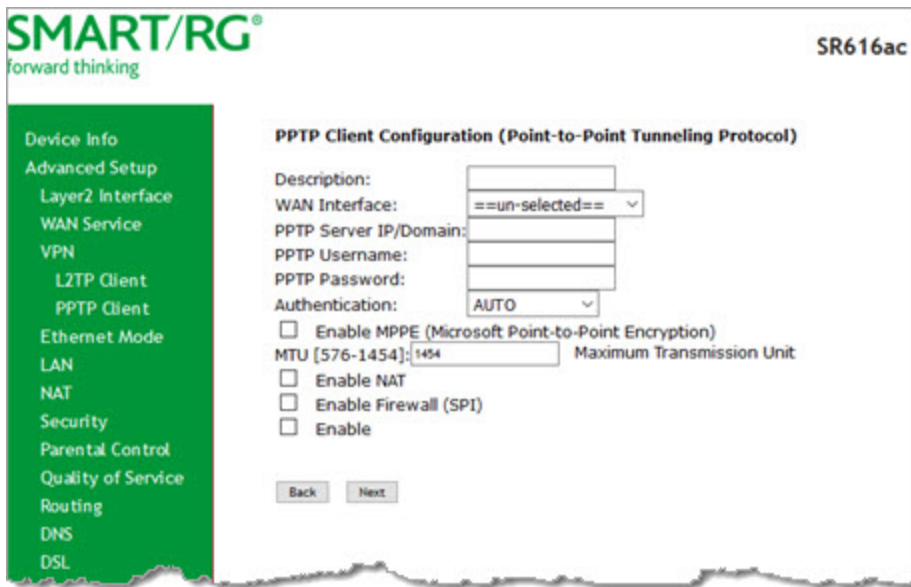 SMART/RG®
forward thinking
SR616ac
Device Info
Advanced Setup
Layer2 Interface
WAN Service
VPN
L2TP Client
PPTP Client
Ethernet Mode
LAN
NAT
Security
Parental Control
Quality of Service
Routing
DNS
DSL
PPTP Client Configuration (Point-to-Point Tunneling Protocol)
Description:
WAN Interface: ==un-selected==
PPTP Server IP/Domain:
PPTP Username:
PPTP Password:
Authentication: AUTO
Enable MPPE (Microsoft Point-to-Point Encryption)
MTU [576-1454]: 1454 Maximum Transmission Unit
Enable NAT
Enable Firewall (SPI)
Enable
Back Next